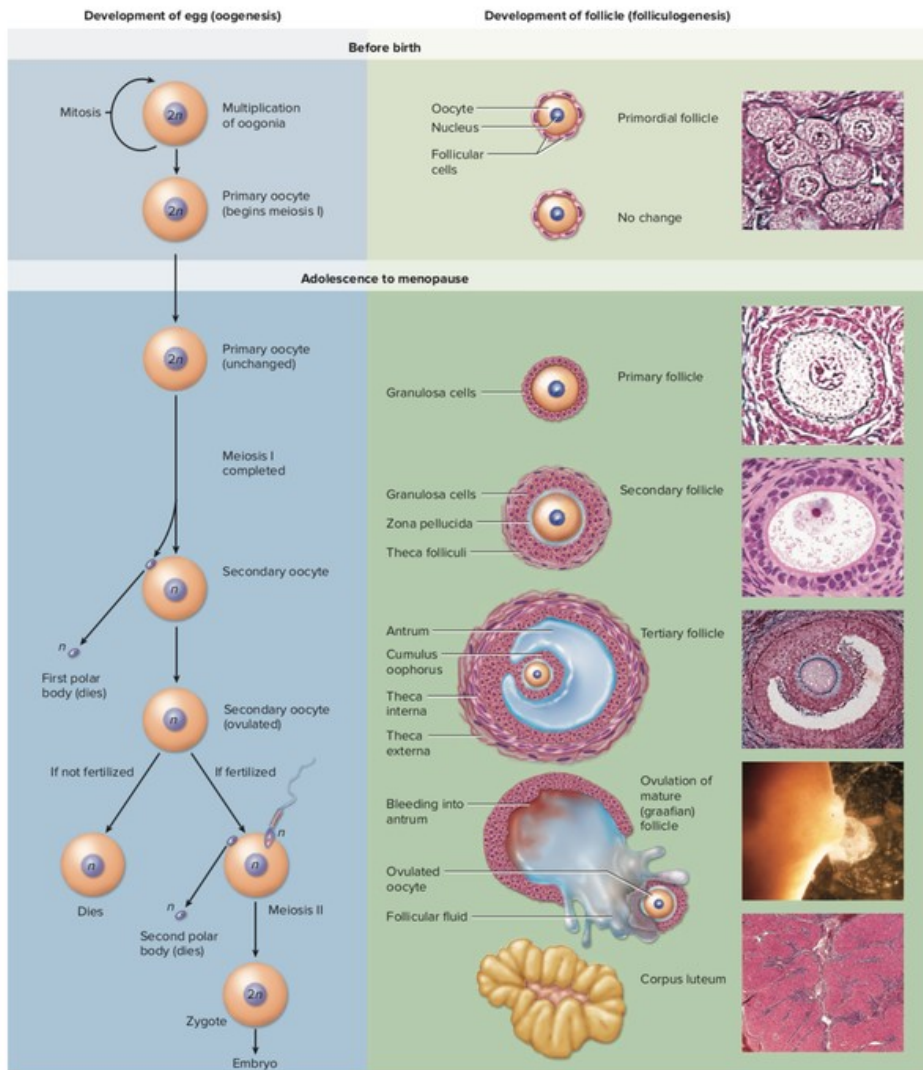 Development of egg (oogenesis)
Development of follicle (folliculogenesis)
Before birth
Mitosis
2n
Multiplication
of oogonia
2n
Primary oocyte
(begins meiosis I)
Oocyte
Nucleus
Follicular
cells
Primordial follicle
No change
Adolescence to menopause
2n
Primary oocyte
(unchanged)
Meiosis I
completed
n
Secondary oocyte
n
First polar
body (dies)
n
Secondary oocyte
(ovulated)
If not fertilized
If fertilized
n
n
n
Dies
n
Second polar
body (dies)
Meiosis II
2n
Zygote
Embryo
Granulosa cells
Primary follicle
Granulosa cells
Zona pellucida
Theca folliculi
Secondary follicle
Antrum
Cumulus
oophorus
Theca
interna
Theca
externa
Tertiary follicle
Bleeding into
antrum
Ovulated
oocyte
Follicular fluid
Ovulation of
mature
(graafian)
follicle
Corpus luteum